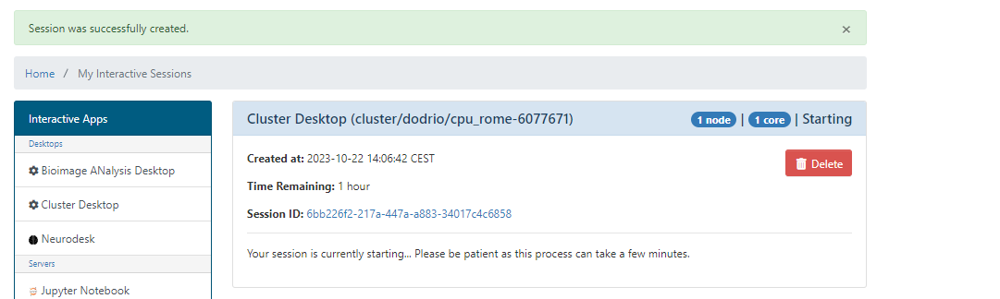 Session was successfully created. ×
Home / My Interactive Sessions
Interactive Apps
Desktops
Bioimage ANalysis Desktop
Cluster Desktop
Neurodesk
Servers
Jupyter Notebook
Cluster Desktop (cluster/dodrio/cpu_rome-6077671) 1 node | 1 core | Starting
Created at: 2023-10-22 14:06:42 CEST
Delete
Time Remaining: 1 hour
Session ID: 6bb226f2-217a-447a-a883-34017c4c6858
Your session is currently starting... Please be patient as this process can take a few minutes.